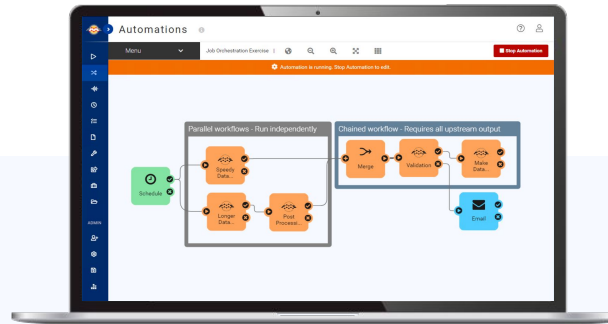 Automations
Menu
Job Orchestration Exercise
Stop Automation
Automation is running. Stop Automation to edit.
Parallel workflows - Run independently
Chained workflow - Requires all upstream output
Speedy
Data...
Merge
Validation
Make
Data...
Schedule
Longer
Data...
Post
Processi...
Email
ADMIN